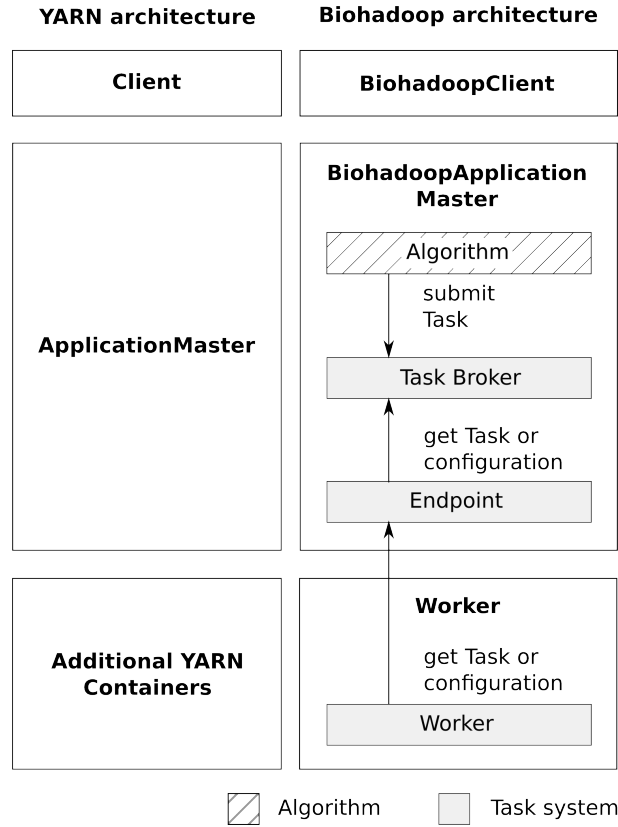 YARN architecture
Biohadoop architecture
Client
BiohadoopClient
ApplicationMaster
BiohadoopApplication
Master
Algorithm
submit
Task
Task Broker
get Task or
configuration
Endpoint
Additional YARN
Containers
Worker
get Task or
configuration
Worker
Algorithm
Task system